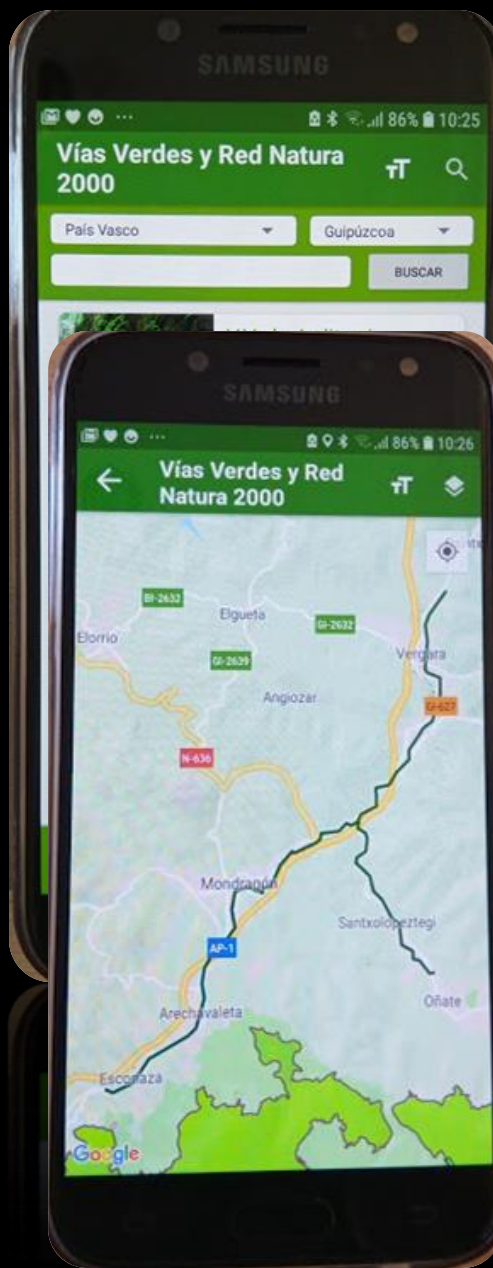 SAMSUNG
86% 10:25
Vías Verdes y Red Natura
2000
País Vasco
Guipúzcoa
BUSCAR
SAMSUNG
86% 10:26
Vías Verdes y Red
Natura 2000
BI-2632
Elgueta
GI-2632
Elorrio
Vergara
GI-2639
Angiozar
GI-627
N-636
Mondragón
Santxolopeztegi
AP-1
Oñate
Arechavaleta
Escoriaza
Google